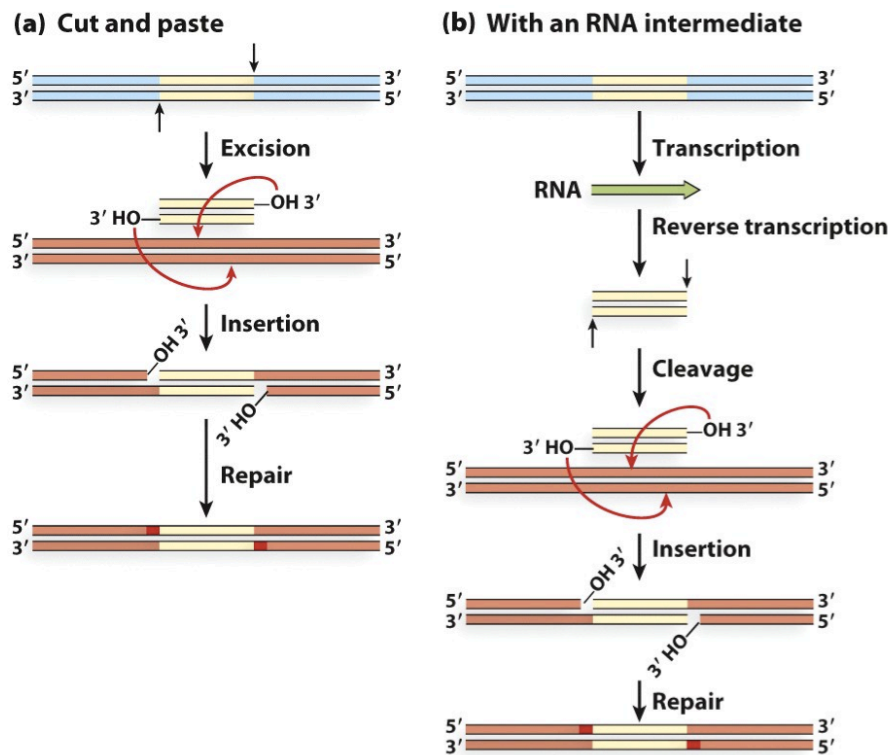 (a) Cut and paste
5′ 3′
3′ 5′
Excision
OH 3′
3′ HO
5′
3′
Insertion
OH 3′
5′ 3′
3′ 5′
3′ HO
Repair
5′ 3′
3′ 5′
(b) With an RNA intermediate
5′ 3′
3′ 5′
Transcription
RNA
Reverse transcription
Cleavage
OH 3′
3′ HO
5′ 3′
3′ 5′
Insertion
OH 3′
5′ 3′
3′ 5′
3′ HO
Repair
5′ 3′
3′ 5′